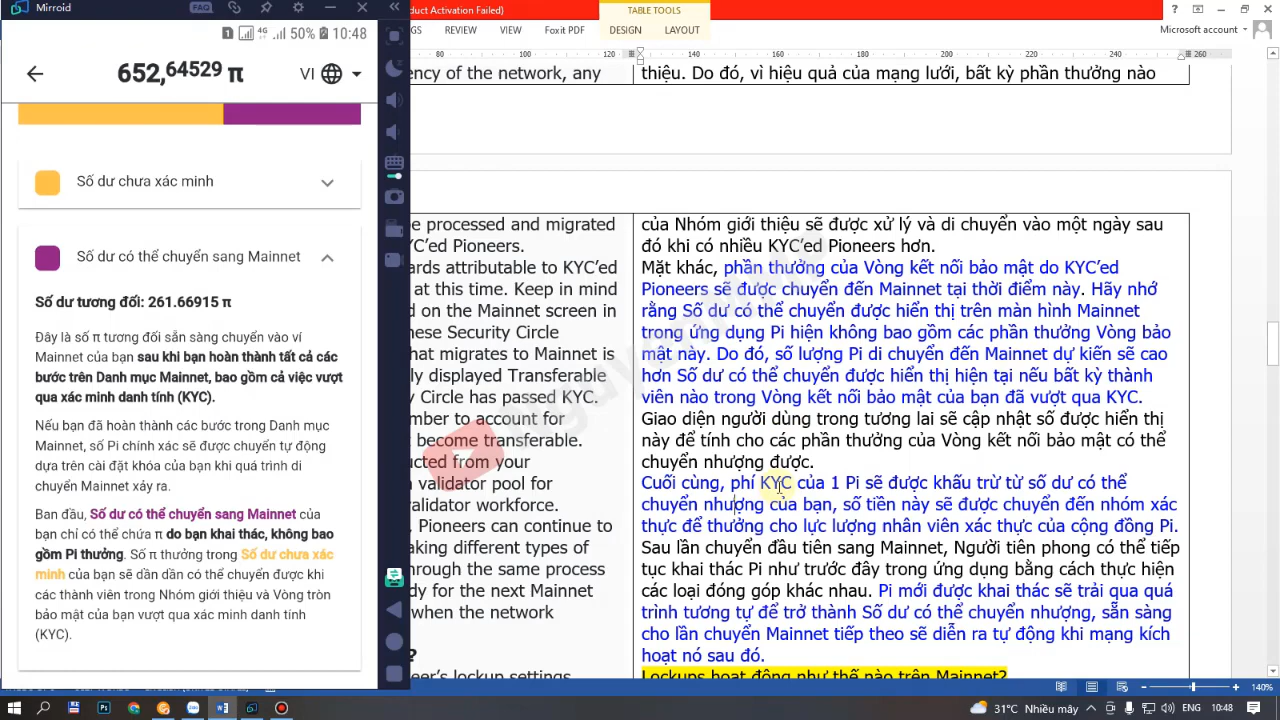 Mirroid
FAQ
4G
50%
10:48
652,64529 π
VI
Số dư chưa xác minh
Số dư có thể chuyển sang Mainnet
Số dư tương đối: 261.66915 π
Đây là số π tương đối sẵn sàng chuyển vào ví
Mainnet của bạn sau khi bạn hoàn thành tất cả các
bước trên Danh mục Mainnet, bao gồm cả việc vượt
qua xác minh danh tính (KYC).
Nếu bạn đã hoàn thành các bước trong Danh mục
Mainnet, số Pi chính xác sẽ được chuyển tự động
dựa trên cài đặt khóa của bạn khi quá trình di
chuyển Mainnet xảy ra.
Ban đầu, Số dư có thể chuyển sang Mainnet của
bạn chỉ có thể chứa π do bạn khai thác, không bao
gồm Pi thưởng. Số π thưởng trong Số dư chưa xác
minh của bạn sẽ dần dần có thể chuyển được khi
các thành viên trong Nhóm giới thiệu và Vòng tròn
bảo mật của bạn vượt qua xác minh danh tính
(KYC).
duct Activation Failed)
TABLE TOOLS
GS REVIEW VIEW Foxit PDF DESIGN LAYOUT
Microsoft account
80 100 120 140 160 180 200 220 240 260
ency of the network, any
thiệu. Do đó, vì hiệu quả của mạng lưới, bất kỳ phần thưởng nào
e processed and migrated
YC’ed Pioneers.
ards attributable to KYC’ed
at this time. Keep in mind
d on the Mainnet screen in
hese Security Circle
hat migrates to Mainnet is
ly displayed Transferable
y Circle has passed KYC.
mber to account for
t become transferable.
ucted from your
n validator pool for
validator workforce.
, Pioneers can continue to
aking different types of
hrough the same process
dy for the next Mainnet
when the network
?
eer’s lockup settings
của Nhóm giới thiệu sẽ được xử lý và di chuyển vào một ngày sau
đó khi có nhiều KYC’ed Pioneers hơn.
Mặt khác, phần thưởng của Vòng kết nối bảo mật do KYC’ed
Pioneers sẽ được chuyển đến Mainnet tại thời điểm này. Hãy nhớ
rằng Số dư có thể chuyển được hiển thị trên màn hình Mainnet
trong ứng dụng Pi hiện không bao gồm các phần thưởng Vòng bảo
mật này. Do đó, số lượng Pi di chuyển đến Mainnet dự kiến sẽ cao
hơn Số dư có thể chuyển được hiển thị hiện tại nếu bất kỳ thành
viên nào trong Vòng kết nối bảo mật của bạn đã vượt qua KYC.
Giao diện người dùng trong tương lai sẽ cập nhật số được hiển thị
này để tính cho các phần thưởng của Vòng kết nối bảo mật có thể
chuyển nhượng được.
Cuối cùng, phí KYC của 1 Pi sẽ được khấu trừ từ số dư có thể
chuyển nhượng của bạn, số tiền này sẽ được chuyển đến nhóm xác
thực để thưởng cho lực lượng nhân viên xác thực của cộng đồng Pi.
Sau lần chuyển đầu tiên sang Mainnet, Người tiên phong có thể tiếp
tục khai thác Pi như trước đây trong ứng dụng bằng cách thực hiện
các loại đóng góp khác nhau. Pi mới được khai thác sẽ trải qua quá
trình tương tự để trở thành Số dư có thể chuyển nhượng, sẵn sàng
cho lần chuyển Mainnet tiếp theo sẽ diễn ra tự động khi mạng kích
hoạt nó sau đó.
Lockups hoạt động như thế nào trên Mainnet?
140%
31°C Nhiều mây
ENG
10:48